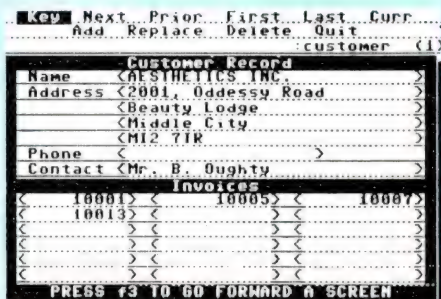 Key Next Prior First Last Curr
Add Replace Delete Quit
:customer (1)
Customer Record
Name <AESTHETICS INC. >
Address <2001, Oddessy Road >
<Beauty Lodge >
<Middle City >
<MI2 7IR >
Phone < >
Contact <Mr. B. Oughty >
Invoices
< 10001> < 10005> < 10007>
< 10013> < > < >
< > < > < >
< > < > < >
< > < > < >
< > < > < >
PRESS f3 TO GO FORWARD A SCREEN